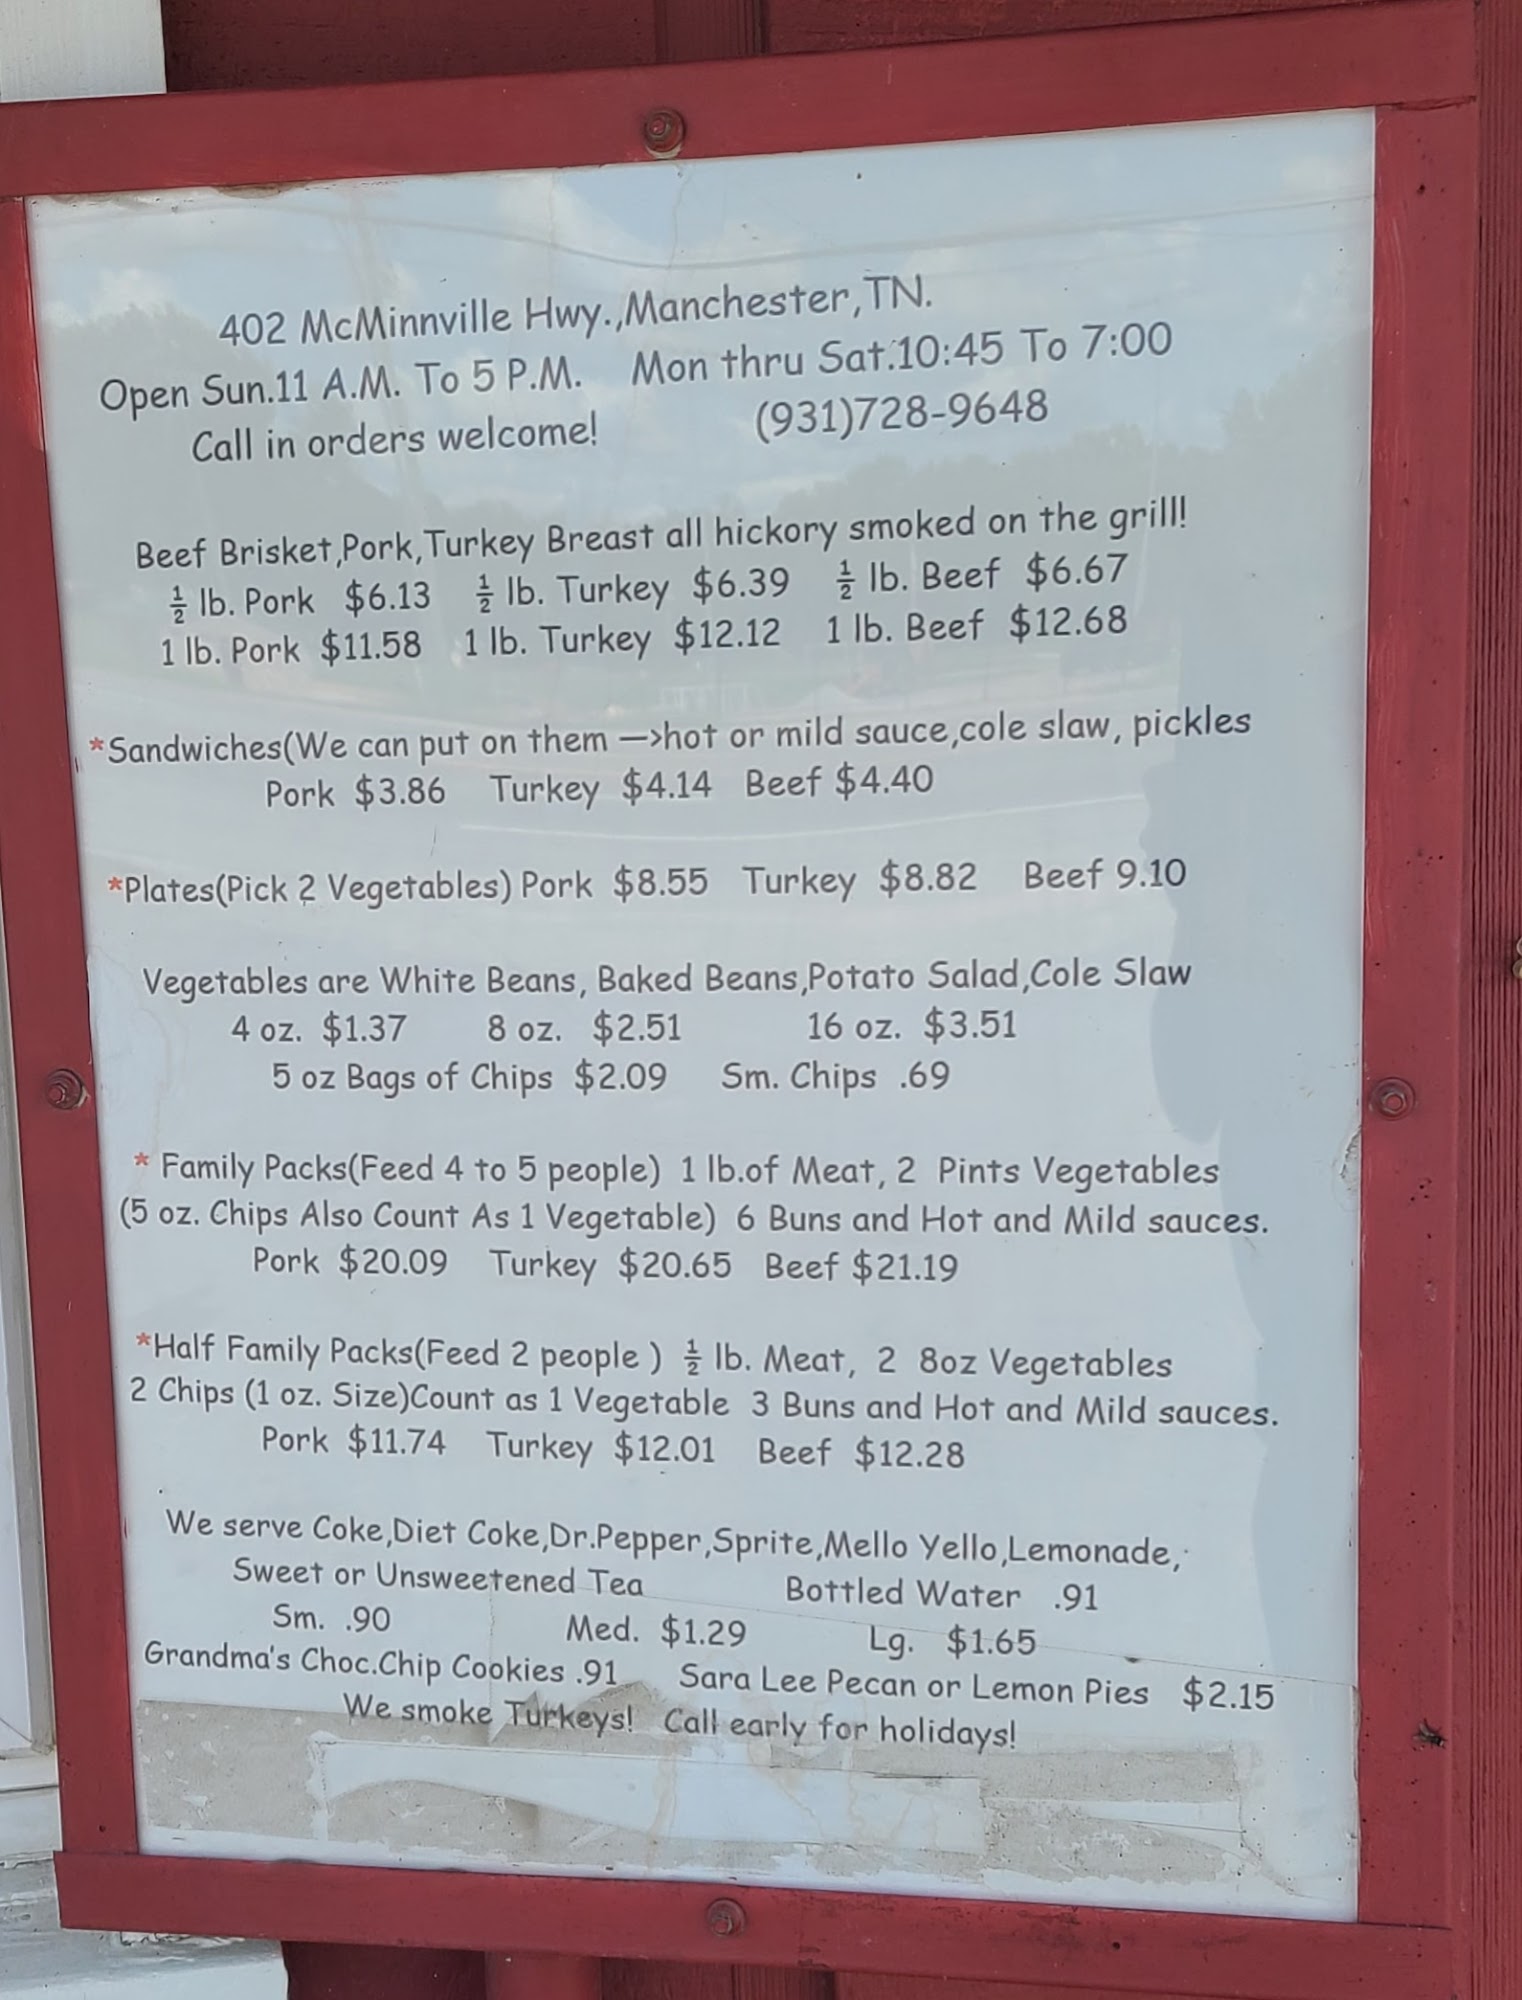 402 McMinnville Hwy.,Manchester,TN.
Open Sun.11 A.M. To 5 P.M. Mon thru Sat.10:45 To 7:00
Call in orders welcome! (931)728-9648
Beef Brisket,Pork,Turkey Breast all hickory smoked on the grill!
½ lb. Pork $6.13 ½ lb. Turkey $6.39 ½ lb. Beef $6.67
1 lb. Pork $11.58 1 lb. Turkey $12.12 1 lb. Beef $12.68
*Sandwiches(We can put on them —>hot or mild sauce,cole slaw, pickles
Pork $3.86 Turkey $4.14 Beef $4.40
*Plates(Pick 2 Vegetables) Pork $8.55 Turkey $8.82 Beef 9.10
Vegetables are White Beans, Baked Beans,Potato Salad,Cole Slaw
4 oz. $1.37 8 oz. $2.51 16 oz. $3.51
5 oz Bags of Chips $2.09 Sm. Chips .69
* Family Packs(Feed 4 to 5 people) 1 lb.of Meat, 2 Pints Vegetables
(5 oz. Chips Also Count As 1 Vegetable) 6 Buns and Hot and Mild sauces.
Pork $20.09 Turkey $20.65 Beef $21.19
*Half Family Packs(Feed 2 people ) ½ lb. Meat, 2 8oz Vegetables
2 Chips (1 oz. Size)Count as 1 Vegetable 3 Buns and Hot and Mild sauces.
Pork $11.74 Turkey $12.01 Beef $12.28
We serve Coke,Diet Coke,Dr.Pepper,Sprite,Mello Yello,Lemonade,
Sweet or Unsweetened Tea Bottled Water .91
Sm. .90 Med. $1.29 Lg. $1.65
Grandma's Choc.Chip Cookies .91 Sara Lee Pecan or Lemon Pies $2.15
We smoke Turkeys! Call early for holidays!